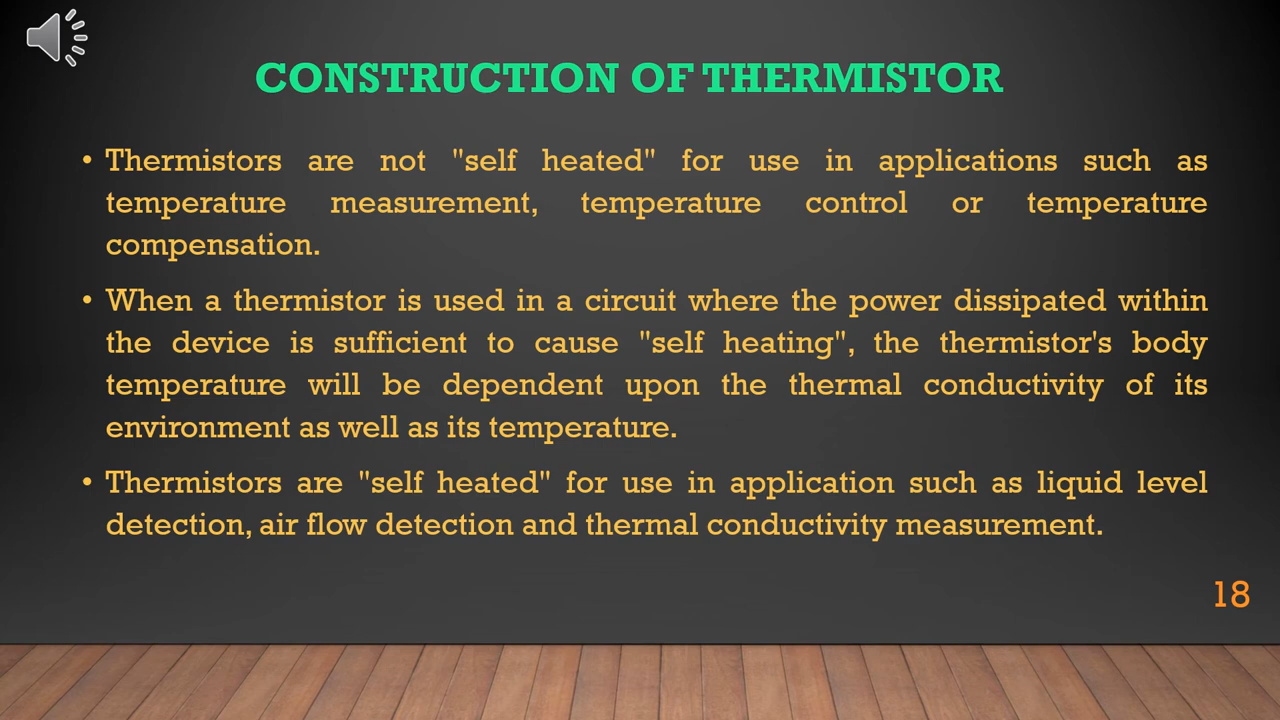 CONSTRUCTION OF THERMISTOR
• Thermistors are not "self heated" for use in applications such as
temperature measurement, temperature control or temperature
compensation.
• When a thermistor is used in a circuit where the power dissipated within
the device is sufficient to cause "self heating", the thermistor's body
temperature will be dependent upon the thermal conductivity of its
environment as well as its temperature.
• Thermistors are "self heated" for use in application such as liquid level
detection, air flow detection and thermal conductivity measurement.
18